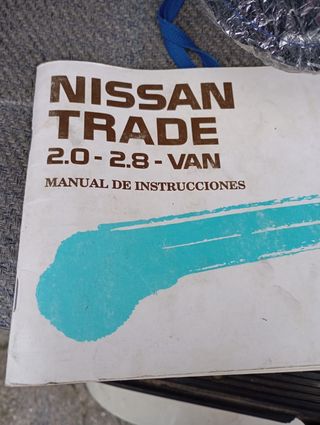 NISSAN
TRADE
2.0 - 2.8 - VAN
MANUAL DE INSTRUCCIONES